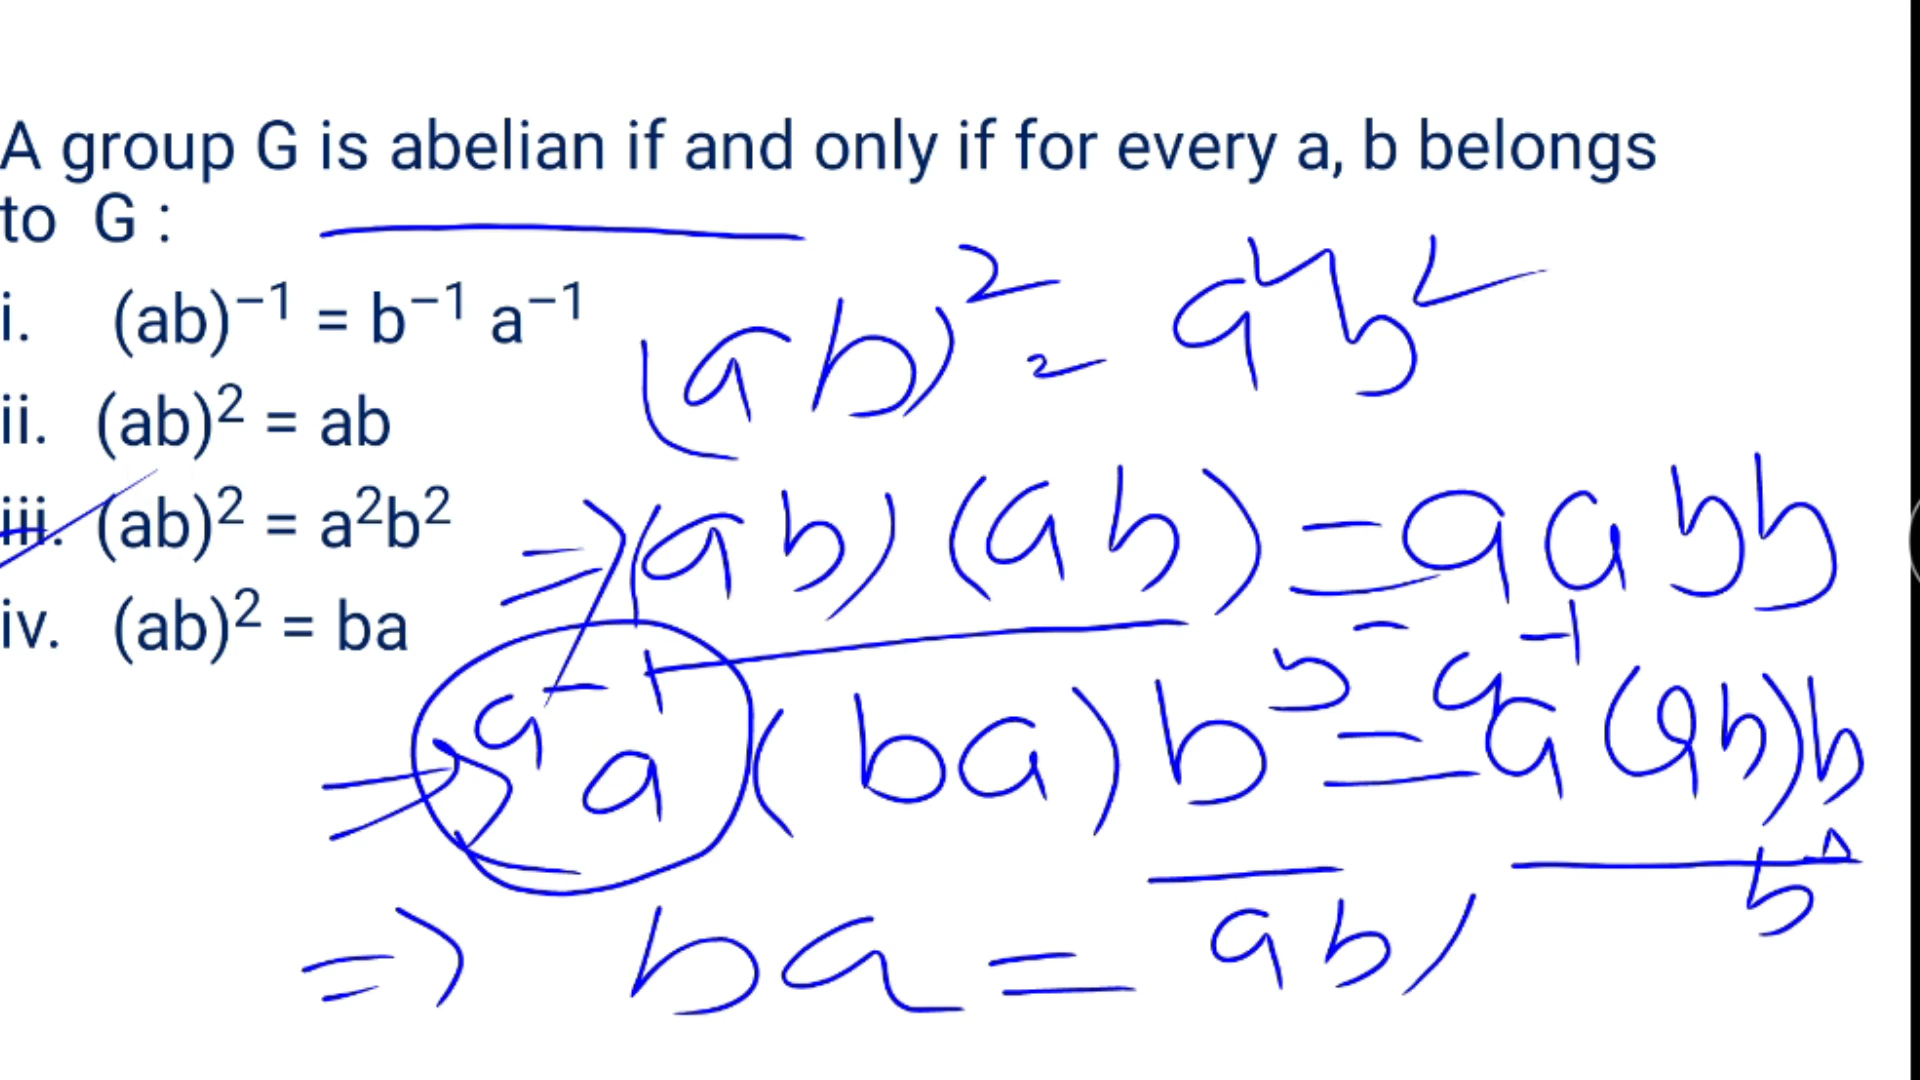 A group G is abelian if and only if for every a, b belongs
to G :
i. (ab)⁻¹ = b⁻¹ a⁻¹
ii. (ab)² = ab
iii. (ab)² = a²b²
iv. (ab)² = ba
(ab)² = a²b²
⇒ (ab)(ab) = aabb
⇒ a⁻¹a(ba)b b⁻¹ = a⁻¹a(ab)b b⁻¹
⇒ ba = ab